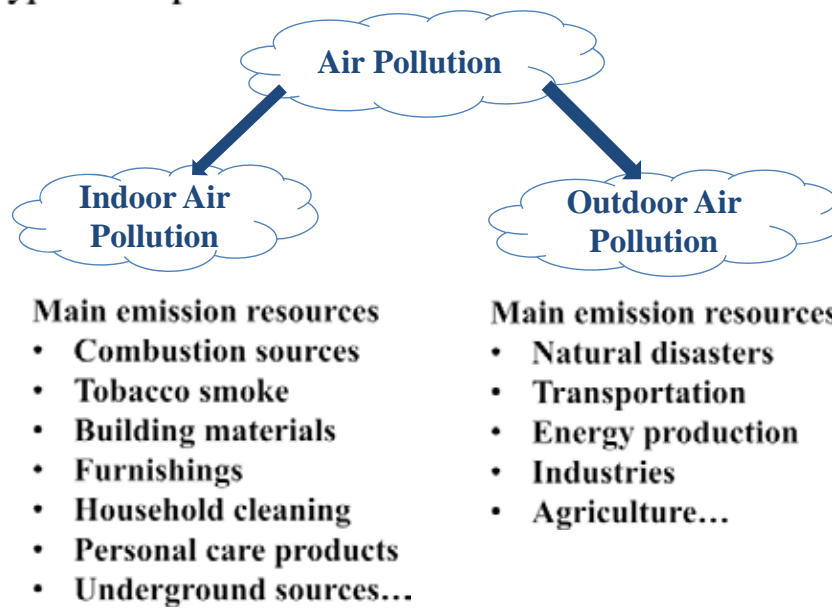 Air Pollution
Indoor Air
Pollution
Outdoor Air
Pollution
Main emission resources
• Combustion sources
• Tobacco smoke
• Building materials
• Furnishings
• Household cleaning
• Personal care products
• Underground sources...
Main emission resources
• Natural disasters
• Transportation
• Energy production
• Industries
• Agriculture...